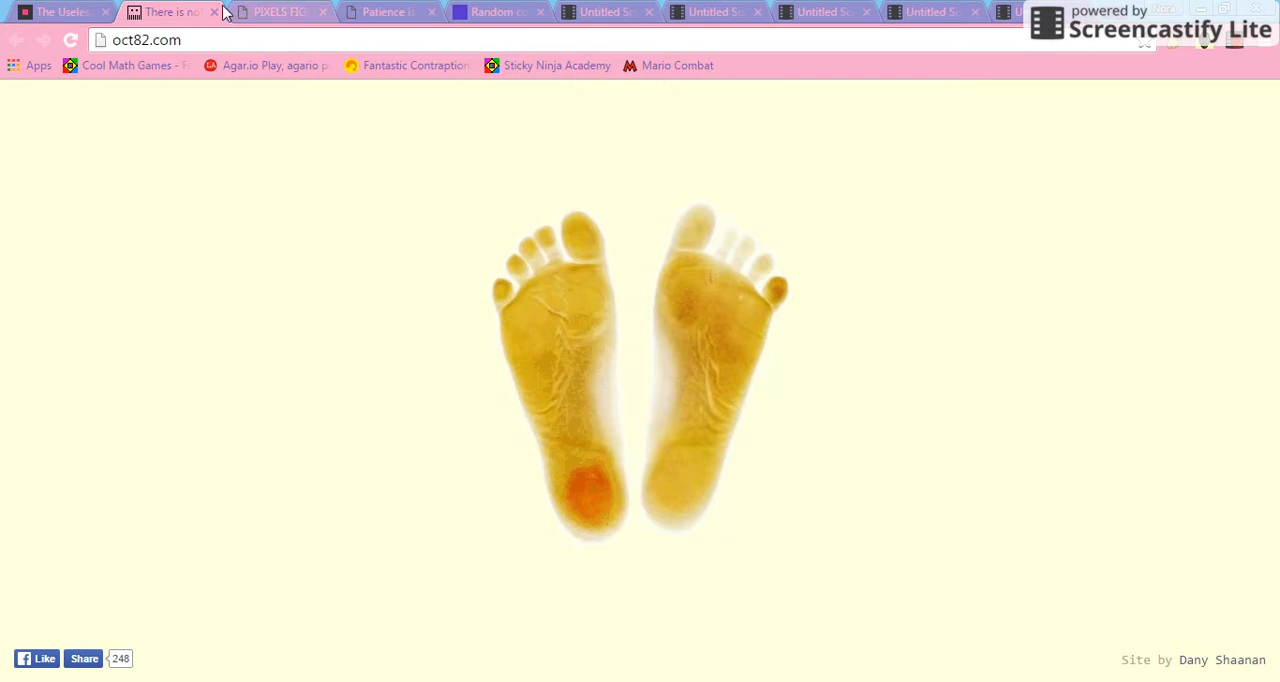 The Useles
There is not
PIXELS FIG
Patience is
Random co
Untitled Sc
Untitled Sc
Untitled Sc
Untitled Sc
powered by
Screencastify Lite
oct82.com
Apps
Cool Math Games - F
Agar.io Play, agario p
Fantastic Contraption
Sticky Ninja Academy
Mario Combat
Like
Share
248
Site by Dany Shaanan